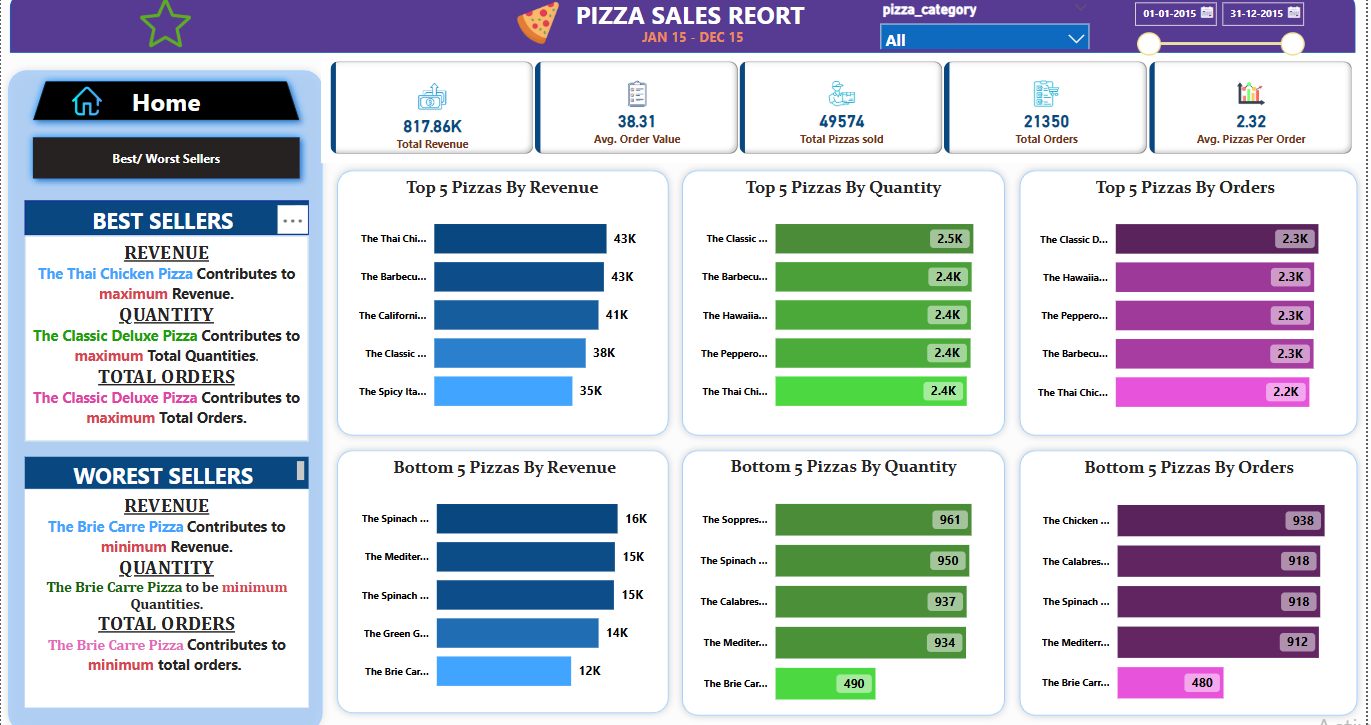 PIZZA SALES REORT
JAN 15 - DEC 15
pizza_category
All
01-01-2015
31-12-2015
Home
Best/ Worst Sellers
817.86K
Total Revenue
38.31
Avg. Order Value
49574
Total Pizzas sold
21350
Total Orders
2.32
Avg. Pizzas Per Order
BEST SELLERS
REVENUE
The Thai Chicken Pizza Contributes to
maximum Revenue.
QUANTITY
The Classic Deluxe Pizza Contributes to
maximum Total Quantities.
TOTAL ORDERS
The Classic Deluxe Pizza Contributes to
maximum Total Orders.
WOREST SELLERS
REVENUE
The Brie Carre Pizza Contributes to
minimum Revenue.
QUANTITY
The Brie Carre Pizza to be minimum
Quantities.
TOTAL ORDERS
The Brie Carre Pizza Contributes to
minimum total orders.
Top 5 Pizzas By Revenue
The Thai Chi... 43K
The Barbecu... 43K
The Californi... 41K
The Classic ... 38K
The Spicy Ita... 35K
Top 5 Pizzas By Quantity
The Classic ... 2.5K
The Barbecu... 2.4K
The Hawaiia... 2.4K
The Peppero... 2.4K
The Thai Chi... 2.4K
Top 5 Pizzas By Orders
The Classic D... 2.3K
The Hawaiia... 2.3K
The Peppero... 2.3K
The Barbecu... 2.3K
The Thai Chic... 2.2K
Bottom 5 Pizzas By Revenue
The Spinach ... 16K
The Mediter... 15K
The Spinach ... 15K
The Green G... 14K
The Brie Car... 12K
Bottom 5 Pizzas By Quantity
The Soppres... 961
The Spinach ... 950
The Calabres... 937
The Mediter... 934
The Brie Car... 490
Bottom 5 Pizzas By Orders
The Chicken ... 938
The Calabres... 918
The Spinach ... 918
The Mediterr... 912
The Brie Carr... 480